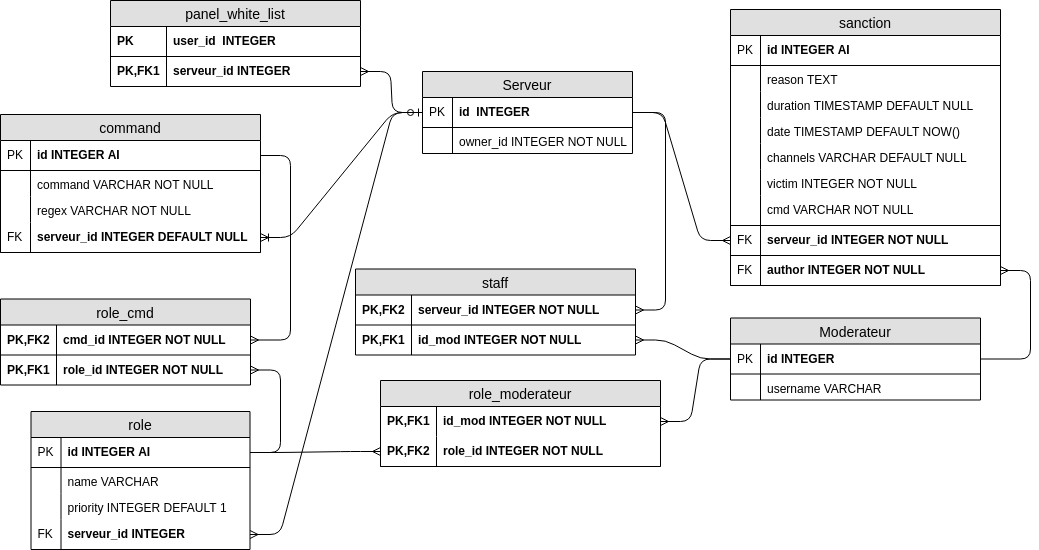 panel_white_list
PK user_id INTEGER
PK,FK1 serveur_id INTEGER
sanction
PK id INTEGER AI
reason TEXT
duration TIMESTAMP DEFAULT NULL
date TIMESTAMP DEFAULT NOW()
channels VARCHAR DEFAULT NULL
victim INTEGER NOT NULL
cmd VARCHAR NOT NULL
FK serveur_id INTEGER NOT NULL
FK author INTEGER NOT NULL
Serveur
PK id INTEGER
owner_id INTEGER NOT NULL
command
PK id INTEGER AI
command VARCHAR NOT NULL
regex VARCHAR NOT NULL
FK serveur_id INTEGER DEFAULT NULL
staff
PK,FK2 serveur_id INTEGER NOT NULL
PK,FK1 id_mod INTEGER NOT NULL
role_cmd
PK,FK2 cmd_id INTEGER NOT NULL
PK,FK1 role_id INTEGER NOT NULL
Moderateur
PK id INTEGER
username VARCHAR
role_moderateur
PK,FK1 id_mod INTEGER NOT NULL
PK,FK2 role_id INTEGER NOT NULL
role
PK id INTEGER AI
name VARCHAR
priority INTEGER DEFAULT 1
FK serveur_id INTEGER